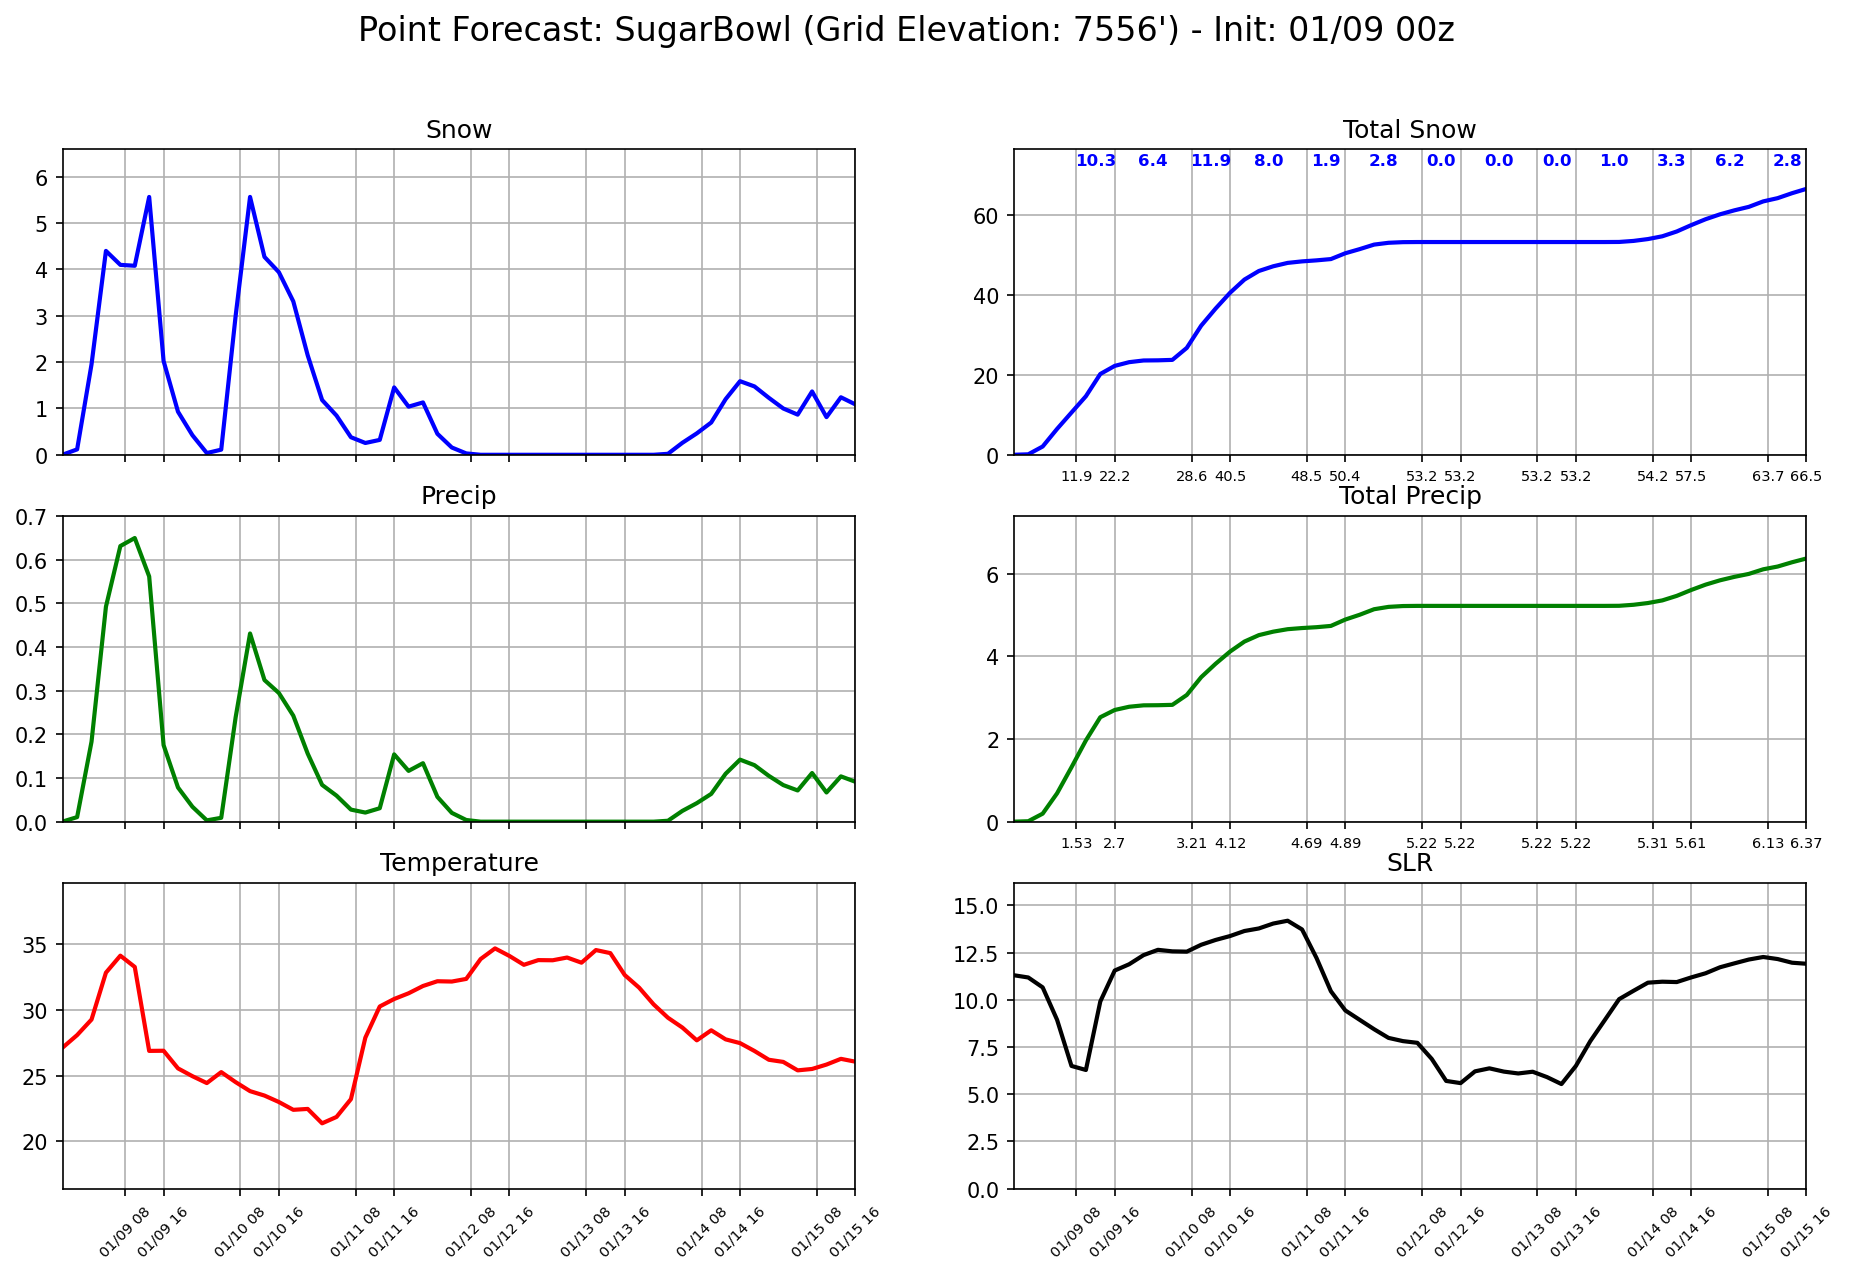 Point Forecast: SugarBowl (Grid Elevation: 7556') - Init: 01/09 00z
Snow
6
5
4
3
2
1
0
Total Snow
10.3 6.4 11.9 8.0 1.9 2.8 0.0 0.0 0.0 1.0 3.3 6.2 2.8
60
40
20
0
11.9 22.2 28.6 40.5 48.5 50.4 53.2 53.2 53.2 53.2 54.2 57.5 63.7 66.5
Precip
0.7
0.6
0.5
0.4
0.3
0.2
0.1
0.0
Total Precip
6
4
2
0
1.53 2.7 3.21 4.12 4.69 4.89 5.22 5.22 5.22 5.22 5.31 5.61 6.13 6.37
Temperature
35
30
25
20
01/09 08 01/09 16 01/10 08 01/10 16 01/11 08 01/11 16 01/12 08 01/12 16 01/13 08 01/13 16 01/14 08 01/14 16 01/15 08 01/15 16
SLR
15.0
12.5
10.0
7.5
5.0
2.5
0.0
01/09 08 01/09 16 01/10 08 01/10 16 01/11 08 01/11 16 01/12 08 01/12 16 01/13 08 01/13 16 01/14 08 01/14 16 01/15 08 01/15 16